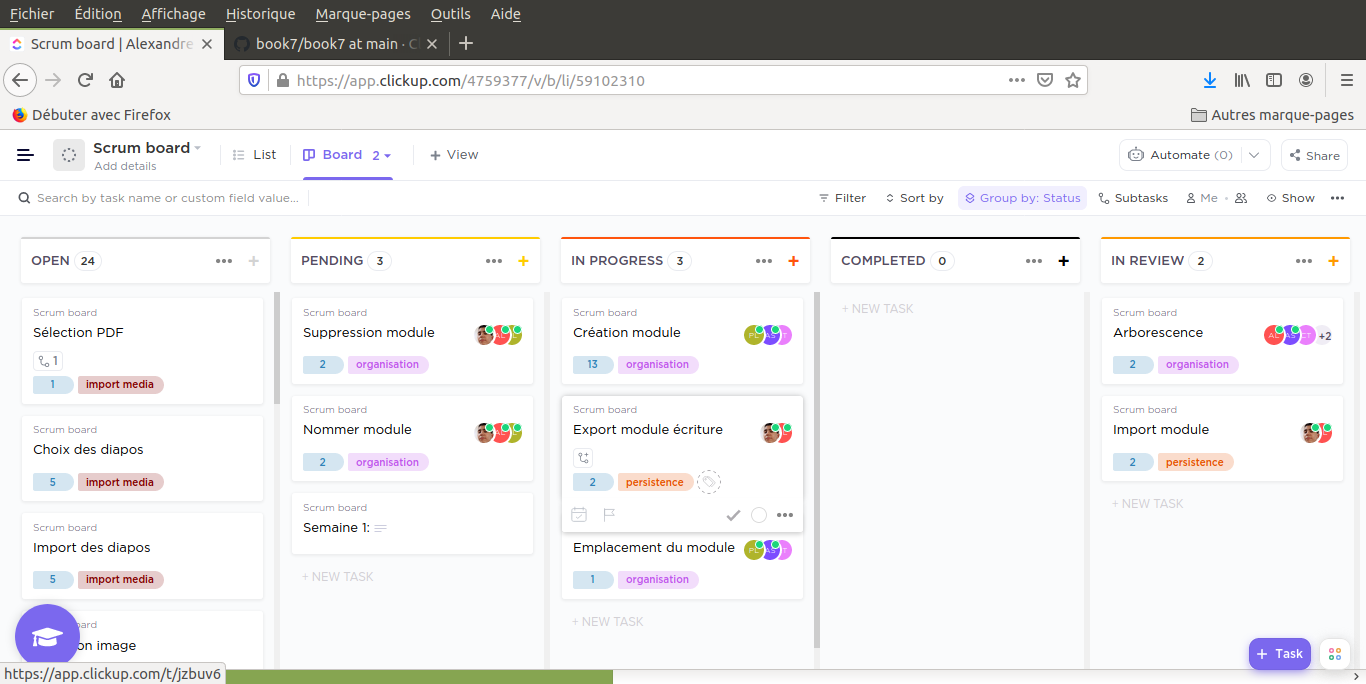 Fichier Édition Affichage Historique Marque-pages Outils Aide
Scrum board | Alexandre
book7/book7 at main ·
https://app.clickup.com/4759377/v/b/li/59102310
Débuter avec Firefox
Autres marque-pages
Scrum board
Add details
List
Board 2
+ View
Automate (0)
Share
Search by task name or custom field value...
Filter
Sort by
Group by: Status
Subtasks
Me
Show
OPEN 24
Scrum board
Sélection PDF
1
1 import media
Scrum board
Choix des diapos
5 import media
Scrum board
Import des diapos
5 import media
on image
PENDING 3
Scrum board
Suppression module
2 organisation
Scrum board
Nommer module
2 organisation
Scrum board
Semaine 1:
+ NEW TASK
IN PROGRESS 3
Scrum board
Création module
13 organisation
Scrum board
Export module écriture
2 persistence
Emplacement du module
1 organisation
+ NEW TASK
COMPLETED 0
+ NEW TASK
IN REVIEW 2
Scrum board
Arborescence
+2
2 organisation
Scrum board
Import module
2 persistence
+ NEW TASK
+ Task
https://app.clickup.com/t/jzbuv6